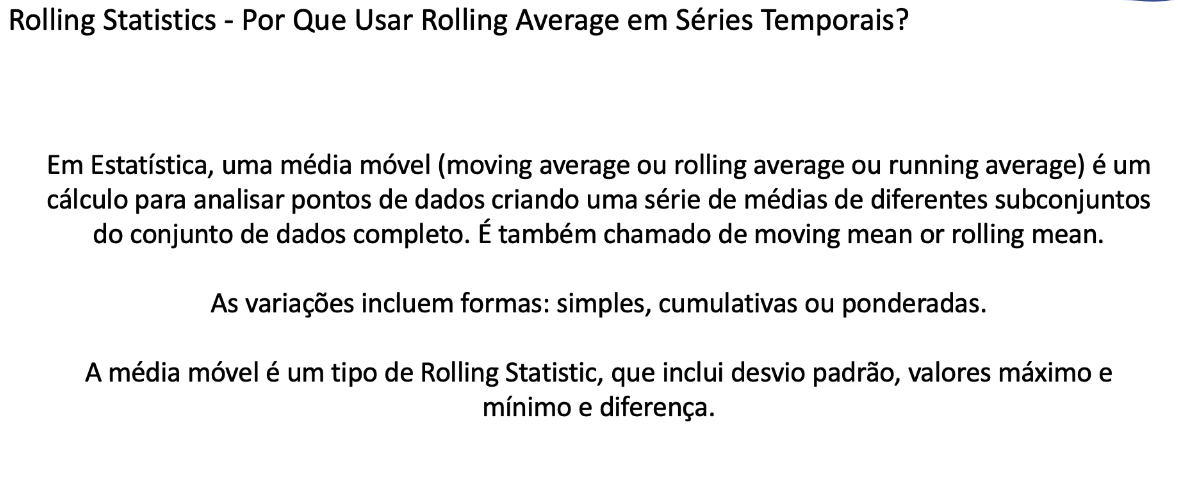 Rolling Statistics - Por Que Usar Rolling Average em Séries Temporais?
Em Estatística, uma média móvel (moving average ou rolling average ou running average) é um
cálculo para analisar pontos de dados criando uma série de médias de diferentes subconjuntos
do conjunto de dados completo. É também chamado de moving mean or rolling mean.
As variações incluem formas: simples, cumulativas ou ponderadas.
A média móvel é um tipo de Rolling Statistic, que inclui desvio padrão, valores máximo e
mínimo e diferença.